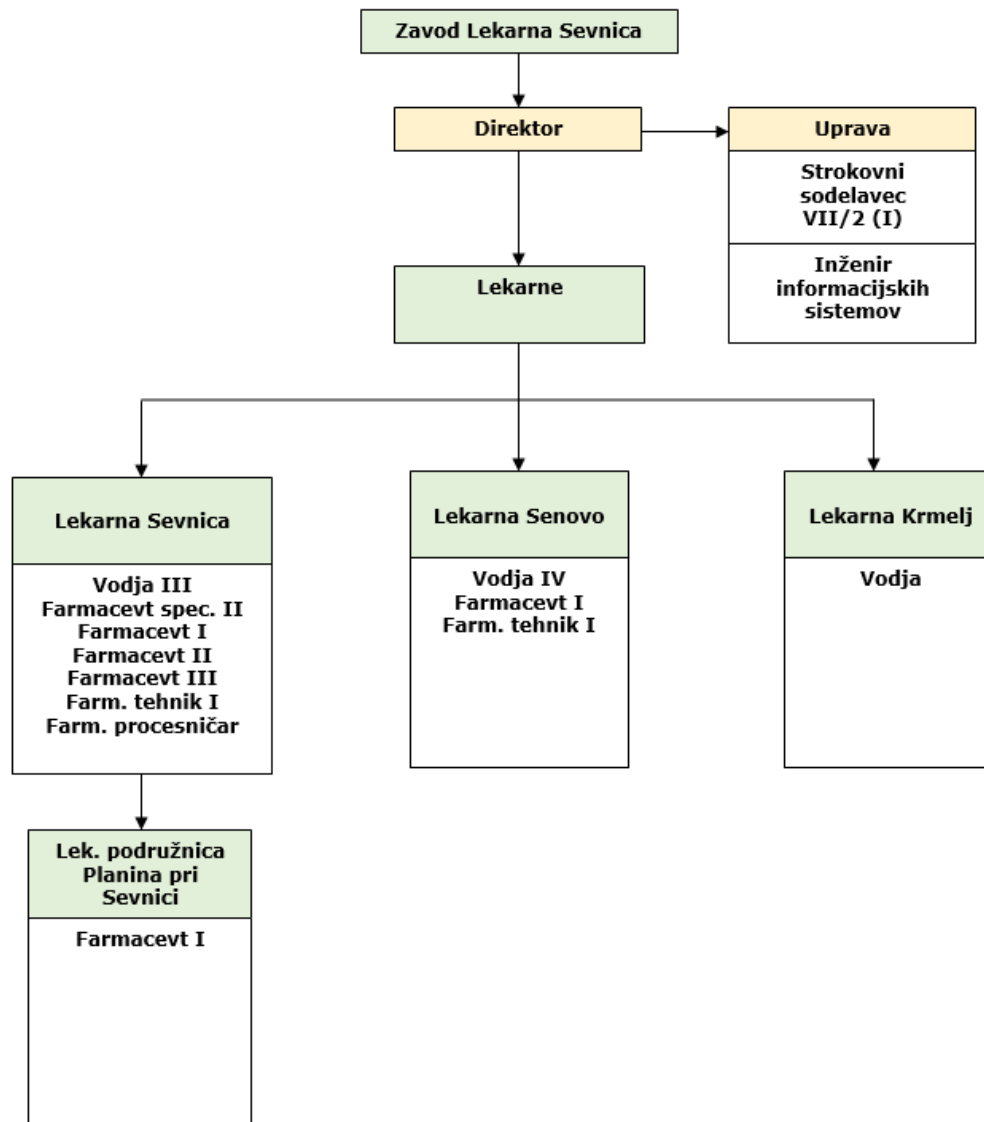 Zavod Lekarna Sevnica
Direktor
Uprava
Strokovni
sodelavec
VII/2 (I)
Inženir
informacijskih
sistemov
Lekarne
Lekarna Sevnica
Vodja III
Farmacevt spec. II
Farmacevt I
Farmacevt II
Farmacevt III
Farm. tehnik I
Farm. procesničar
Lekarna Senovo
Vodja IV
Farmacevt I
Farm. tehnik I
Lekarna Krmelj
Vodja
Lek. podružnica
Planina pri
Sevnici
Farmacevt I